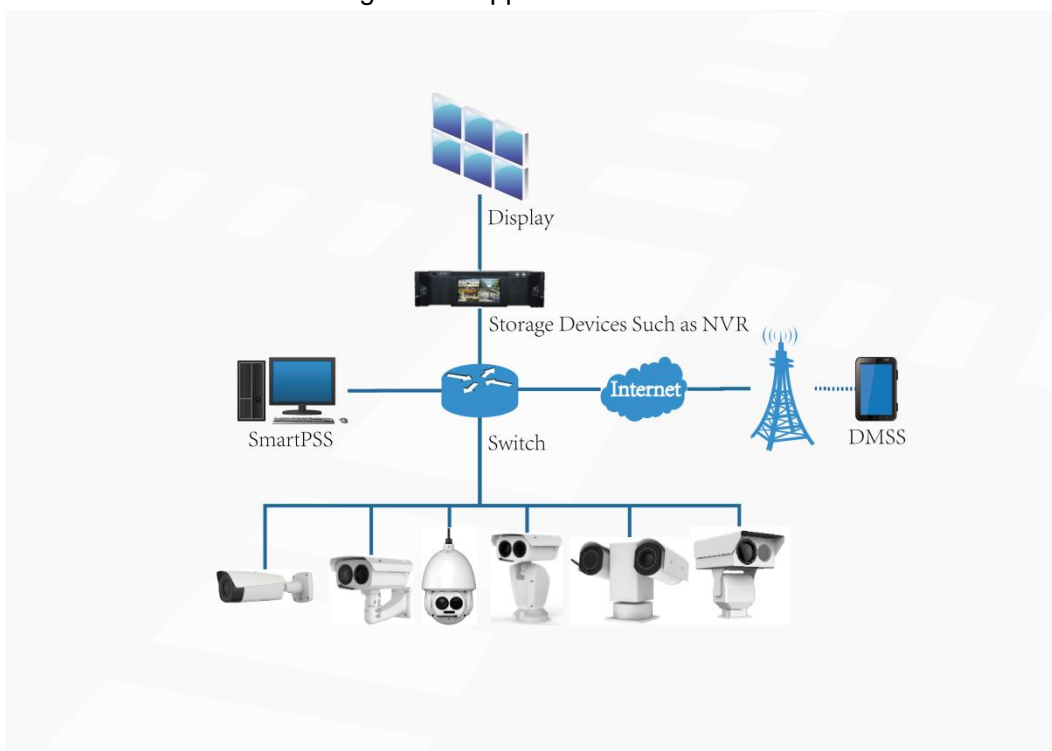 Display
Storage Devices Such as NVR
Internet
SmartPSS
Switch
DMSS